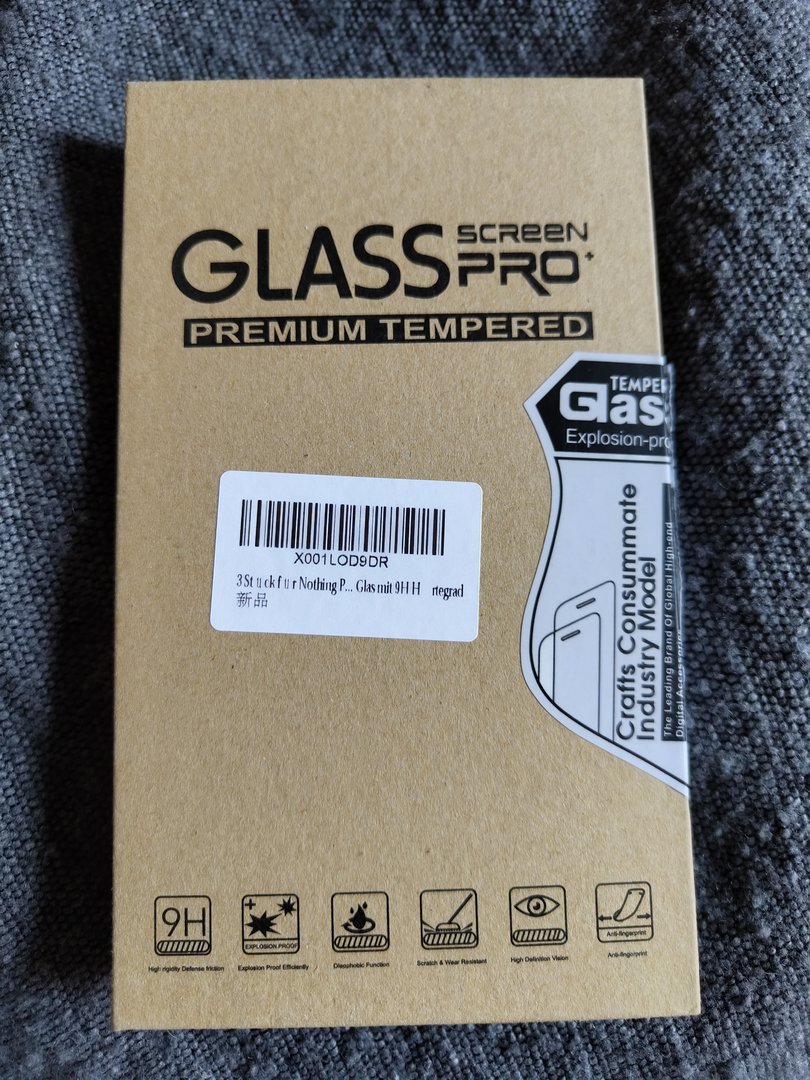 GLASS SCREEN PRO+
PREMIUM TEMPERED
TEMPER
Glas
Explosion-pro
X001LOD9DR
3 St u ck f u r Nothing P... Glas mit 9H H rtegrad
新品
Crafts Consummate
Industry Model
The Leading Brand Of Global High-end
Digital Accessories
9H
EXPLOSION PROOF
Anti-fingerprint
High rigidity Defense friction
Explosion Proof Efficiently
Oleophobic Function
Scratch & Wear Resistant
High Definition Vision
Anti-fingerprint